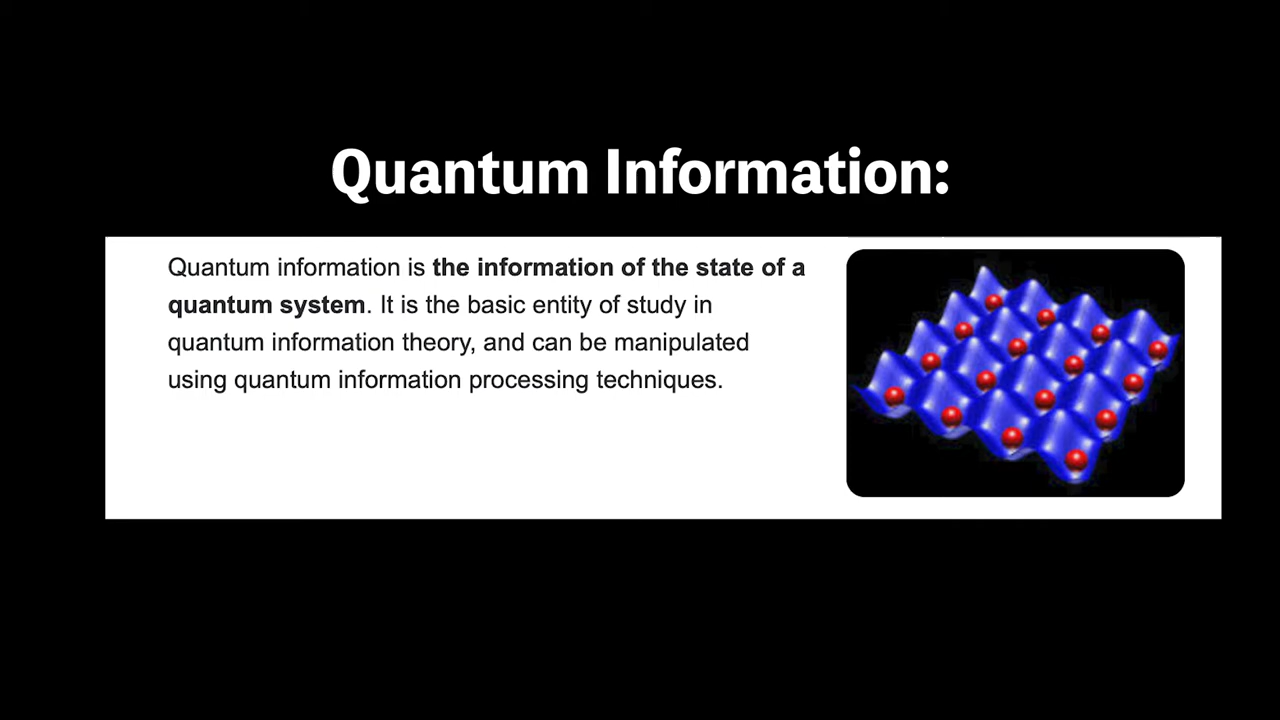 Quantum Information:
Quantum information is the information of the state of a
quantum system. It is the basic entity of study in
quantum information theory, and can be manipulated
using quantum information processing techniques.